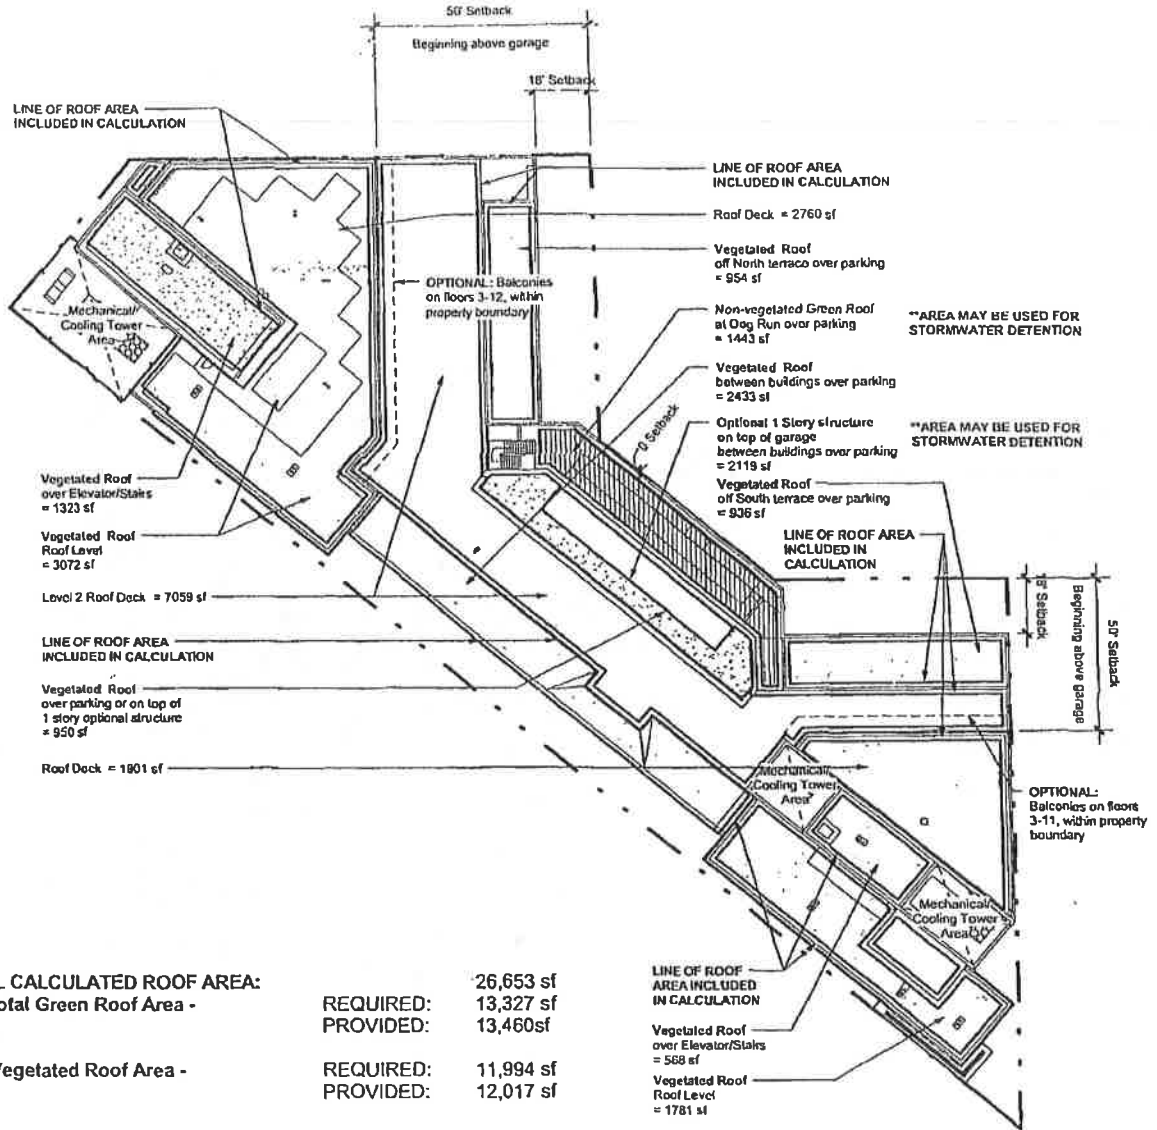 50' Setback
Beginning above garage
18' Setback
LINE OF ROOF AREA
INCLUDED IN CALCULATION
LINE OF ROOF AREA
INCLUDED IN CALCULATION
Roof Deck = 2760 sf
Vegetated Roof
off North terrace over parking
= 954 sf
OPTIONAL: Balconies
on floors 3-12, within
property boundary
Mechanical/
Cooling Tower
Area
Non-vegetated Green Roof
at Dog Run over parking
= 1443 sf
**AREA MAY BE USED FOR
STORMWATER DETENTION
Vegetated Roof
between buildings over parking
= 2433 sf
Optional 1 Story structure
on top of garage
between buildings over parking
= 2119 sf
**AREA MAY BE USED FOR
STORMWATER DETENTION
0 Setback
Vegetated Roof
off South terrace over parking
= 936 sf
Vegetated Roof
over Elevator/Stairs
= 1323 sf
Vegetated Roof
Roof Level
= 3072 sf
LINE OF ROOF AREA
INCLUDED IN
CALCULATION
18' Setback
Beginning above garage
50' Setback
Level 2 Roof Deck = 7059 sf
LINE OF ROOF AREA
INCLUDED IN CALCULATION
Vegetated Roof
over parking or on top of
1 story optional structure
= 950 sf
Roof Deck = 1901 sf
Mechanical/
Cooling Tower
Area
OPTIONAL:
Balconies on floors
3-11, within property
boundary
Mechanical/
Cooling Tower
Area
LINE OF ROOF
AREA INCLUDED
IN CALCULATION
Vegetated Roof
over Elevator/Stairs
= 568 sf
Vegetated Roof
Roof Level
= 1781 sf
L CALCULATED ROOF AREA: 26,653 sf
otal Green Roof Area - REQUIRED: 13,327 sf
PROVIDED: 13,460sf
Vegetated Roof Area - REQUIRED: 11,994 sf
PROVIDED: 12,017 sf